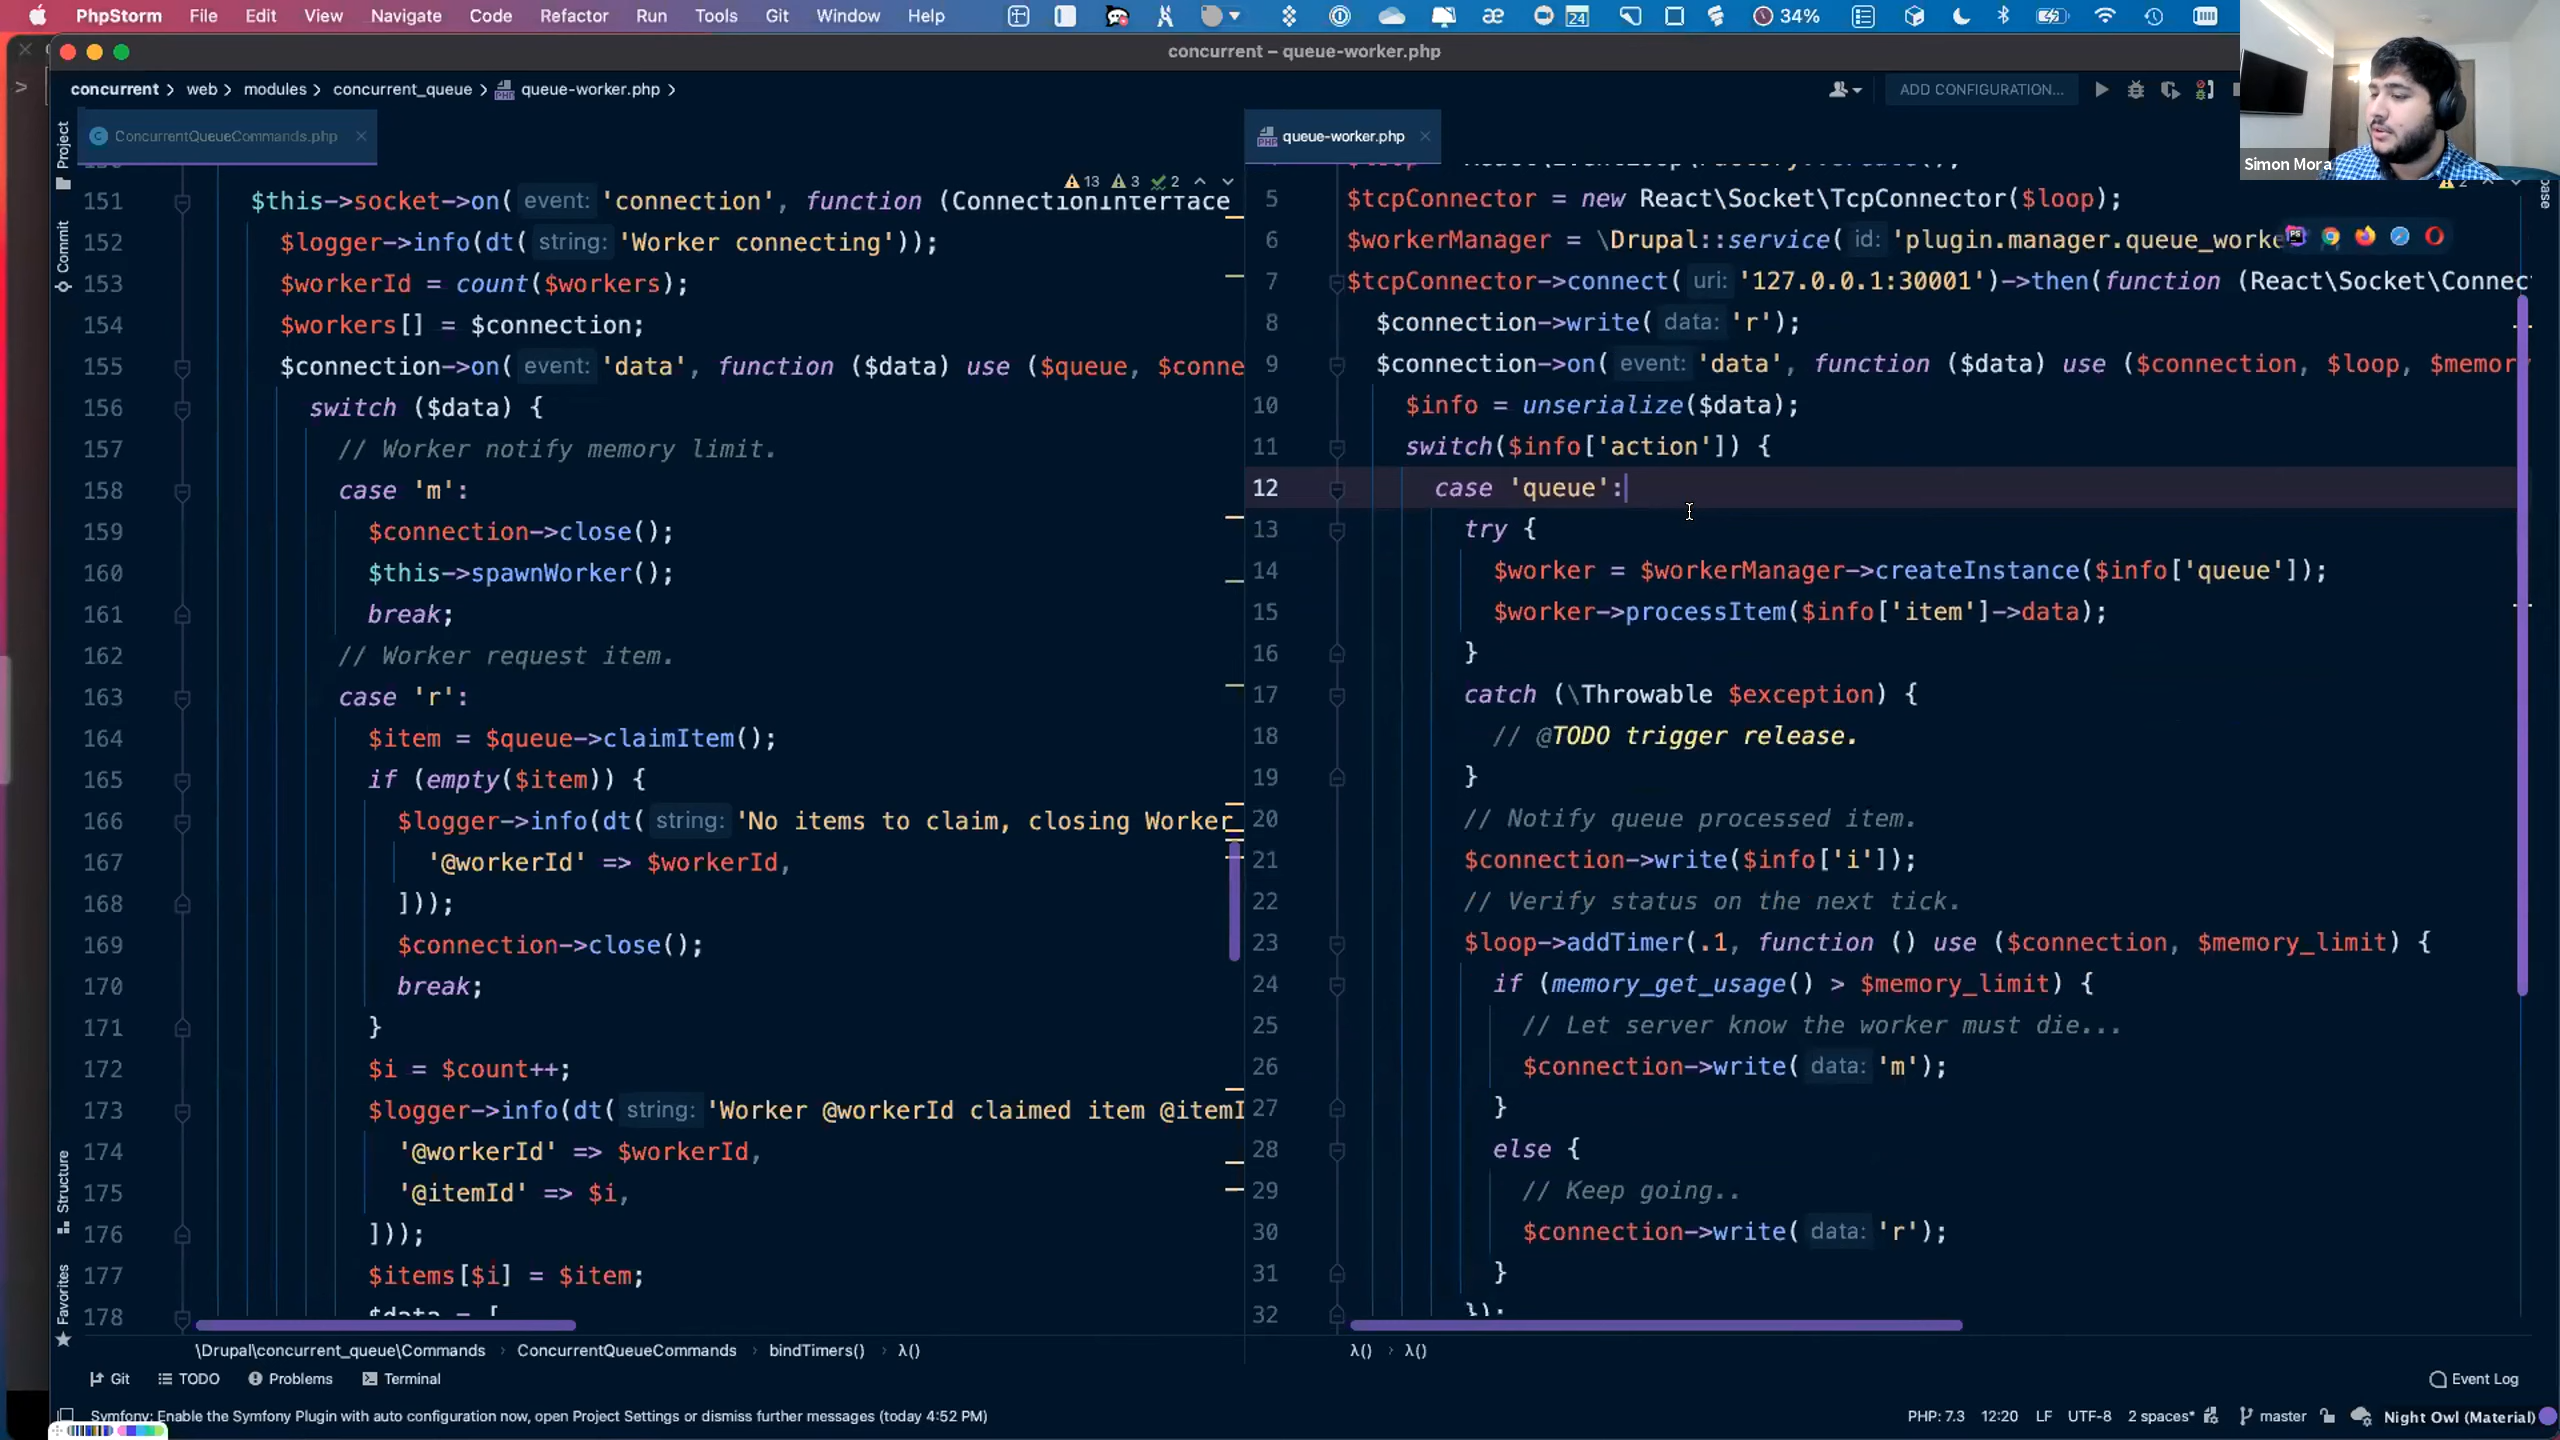 PhpStorm File Edit View Navigate Code Refactor Run Tools Git Window Help 24 34%
concurrent – queue-worker.php
concurrent web modules concurrent_queue queue-worker.php
ADD CONFIGURATION...
ConcurrentQueueCommands.php
queue-worker.php
Simon Mora
Project
Commit
Structure
Favorites
13 3 2
151 $this->socket->on( event: 'connection', function (ConnectionInterface
152 $logger->info(dt( string: 'Worker connecting'));
153 $workerId = count($workers);
154 $workers[] = $connection;
155 $connection->on( event: 'data', function ($data) use ($queue, $conne
156 switch ($data) {
157 // Worker notify memory limit.
158 case 'm':
159 $connection->close();
160 $this->spawnWorker();
161 break;
162 // Worker request item.
163 case 'r':
164 $item = $queue->claimItem();
165 if (empty($item)) {
166 $logger->info(dt( string: 'No items to claim, closing Worker
167 '@workerId' => $workerId,
168 ]));
169 $connection->close();
170 break;
171 }
172 $i = $count++;
173 $logger->info(dt( string: 'Worker @workerId claimed item @itemI
174 '@workerId' => $workerId,
175 '@itemId' => $i,
176 ]));
177 $items[$i] = $item;
178 $data = [
5 $tcpConnector = new React\Socket\TcpConnector($loop);
6 $workerManager = \Drupal::service( id: 'plugin.manager.queue_worke
7 $tcpConnector->connect( uri: '127.0.0.1:30001')->then(function (React\Socket\Connec
8 $connection->write( data: 'r');
9 $connection->on( event: 'data', function ($data) use ($connection, $loop, $memor
10 $info = unserialize($data);
11 switch($info['action']) {
12 case 'queue':
13 try {
14 $worker = $workerManager->createInstance($info['queue']);
15 $worker->processItem($info['item']->data);
16 }
17 catch (\Throwable $exception) {
18 // @TODO trigger release.
19 }
20 // Notify queue processed item.
21 $connection->write($info['i']);
22 // Verify status on the next tick.
23 $loop->addTimer(.1, function () use ($connection, $memory_limit) {
24 if (memory_get_usage() > $memory_limit) {
25 // Let server know the worker must die...
26 $connection->write( data: 'm');
27 }
28 else {
29 // Keep going..
30 $connection->write( data: 'r');
31 }
32 });
\Drupal\concurrent_queue\Commands ConcurrentQueueCommands bindTimers() λ()
λ() λ()
Git TODO Problems Terminal Event Log
Symfony: Enable the Symfony Plugin with auto configuration now, open Project Settings or dismiss further messages (today 4:52 PM) PHP: 7.3 12:20 LF UTF-8 2 spaces* master Night Owl (Material)